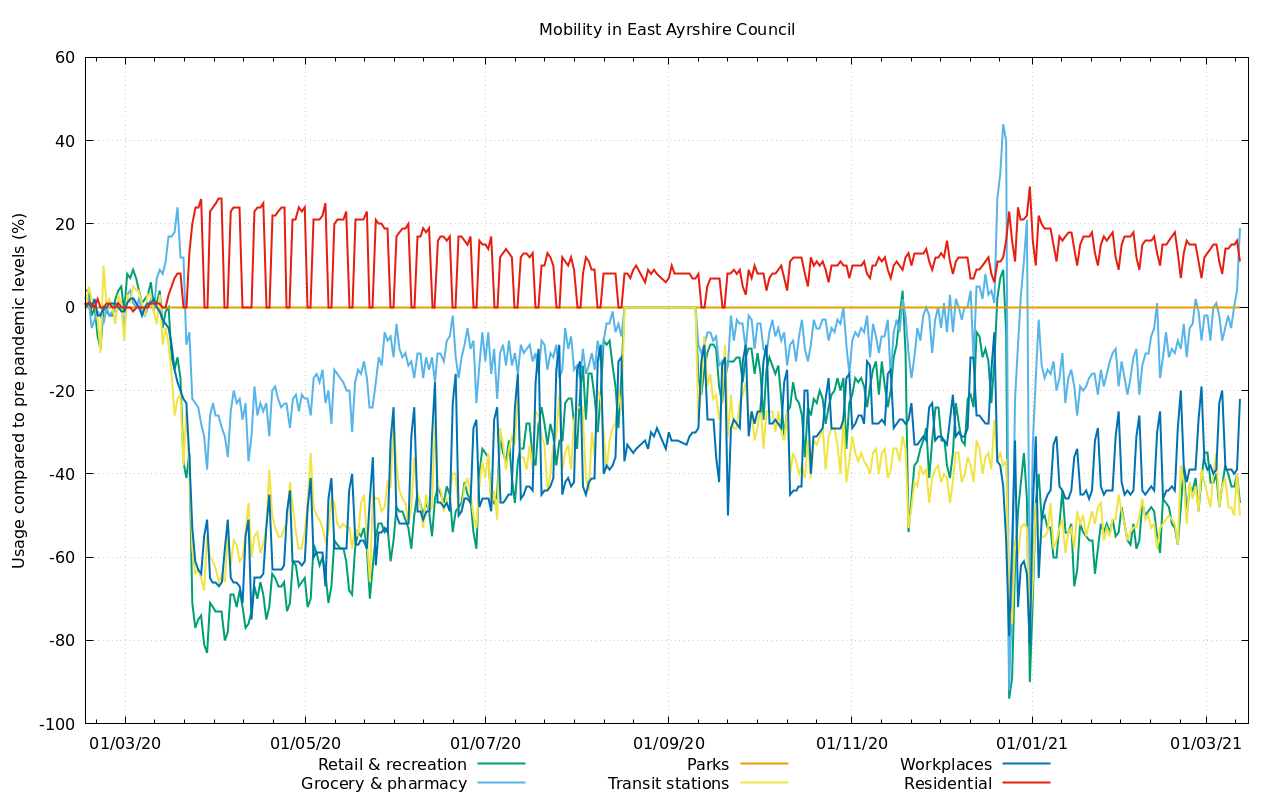 Mobility in East Ayrshire Council
Usage compared to pre pandemic levels (%)
60
40
20
0
-20
-40
-60
-80
-100
01/03/20 01/05/20 01/07/20 01/09/20 01/11/20 01/01/21 01/03/21
Retail & recreation Parks Workplaces
Grocery & pharmacy Transit stations Residential